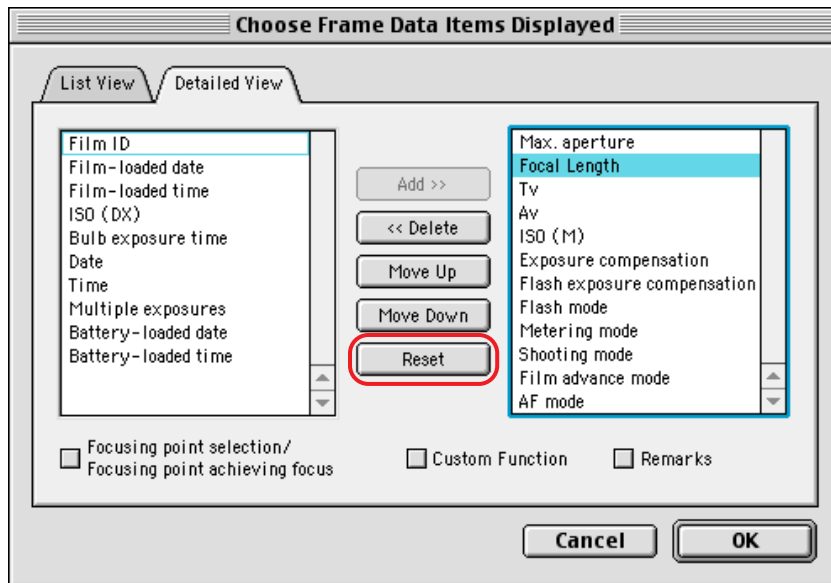 Choose Frame Data Items Displayed
List View
Detailed View
Film ID
Film-loaded date
Film-loaded time
ISO (DX)
Bulb exposure time
Date
Time
Multiple exposures
Battery-loaded date
Battery-loaded time
Add >>
<< Delete
Move Up
Move Down
Reset
Max. aperture
Focal Length
Tv
Av
ISO (M)
Exposure compensation
Flash exposure compensation
Flash mode
Metering mode
Shooting mode
Film advance mode
AF mode
Focusing point selection/
Focusing point achieving focus
Custom Function
Remarks
Cancel
OK